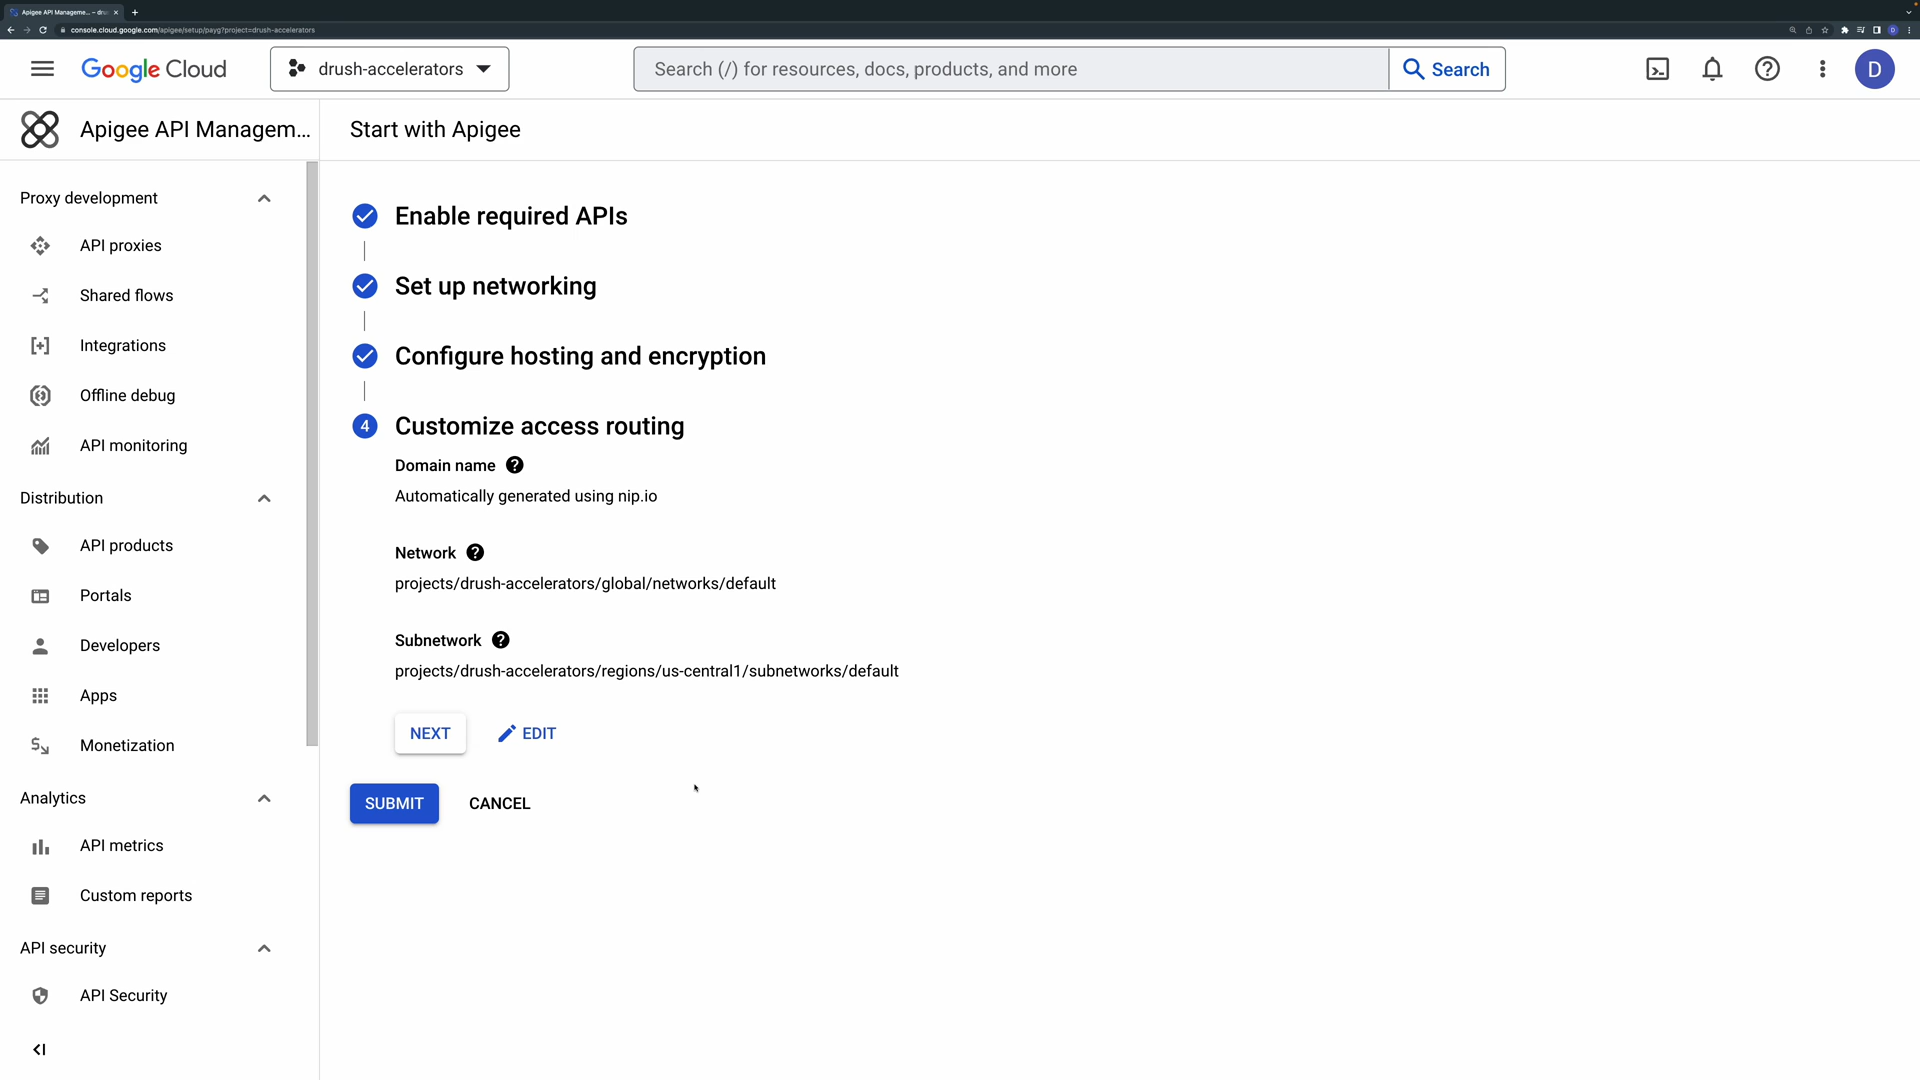 Apigee API Manageme... – dru
console.cloud.google.com/apigee/setup/payg?project=drush-accelerators
Google Cloud
drush-accelerators
Search (/) for resources, docs, products, and more
Search
D
Apigee API Managem...
Start with Apigee
Proxy development
API proxies
Shared flows
Integrations
Offline debug
API monitoring
Distribution
API products
Portals
Developers
Apps
Monetization
Analytics
API metrics
Custom reports
API security
API Security
Enable required APIs
Set up networking
Configure hosting and encryption
4 Customize access routing
Domain name
Automatically generated using nip.io
Network
projects/drush-accelerators/global/networks/default
Subnetwork
projects/drush-accelerators/regions/us-central1/subnetworks/default
NEXT
EDIT
SUBMIT
CANCEL